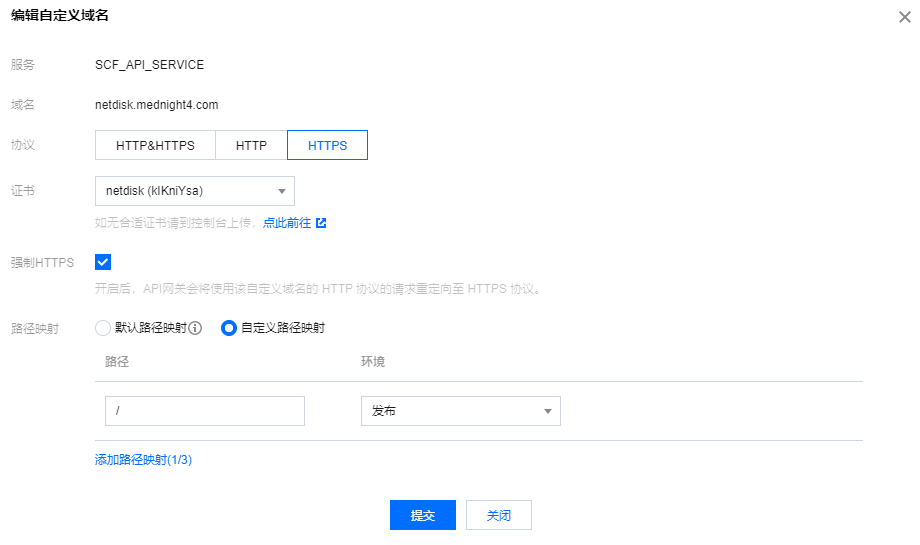 编辑自定义域名
服务 SCF_API_SERVICE
域名 netdisk.mednight4.com
协议 HTTP&HTTPS HTTP HTTPS
证书 netdisk (klKniYsa)
如无合适证书请到控制台上传，点此前往
强制HTTPS
开启后，API网关会将使用该自定义域名的 HTTP 协议的请求重定向至 HTTPS 协议。
路径映射 默认路径映射 自定义路径映射
路径 环境
/ 发布
添加路径映射(1/3)
提交 关闭